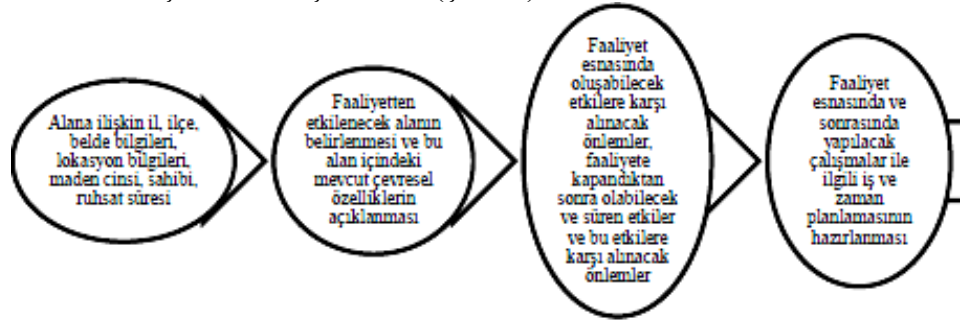 Alana ilişkin il, ilçe,
belde bilgileri,
lokasyon bilgileri,
maden cinsi, sahibi,
ruhsat süresi
Faaliyetten
etkilenecek alanın
belirlenmesi ve bu
alan içindeki
mevcut çevresel
özelliklerin
açıklanması
Faaliyet
esnasında
oluşabilecek
etkilere karşı
alınacak
önlemler,
faaliyete
kapandıktan
sonra olabilecek
ve süren etkiler
ve bu etkilere
karşı alınacak
önlemler
Faaliyet
esnasında ve
sonrasında
yapılacak
çalışmalar ile
ilgili iş ve
zaman
planlamasının
hazırlanması